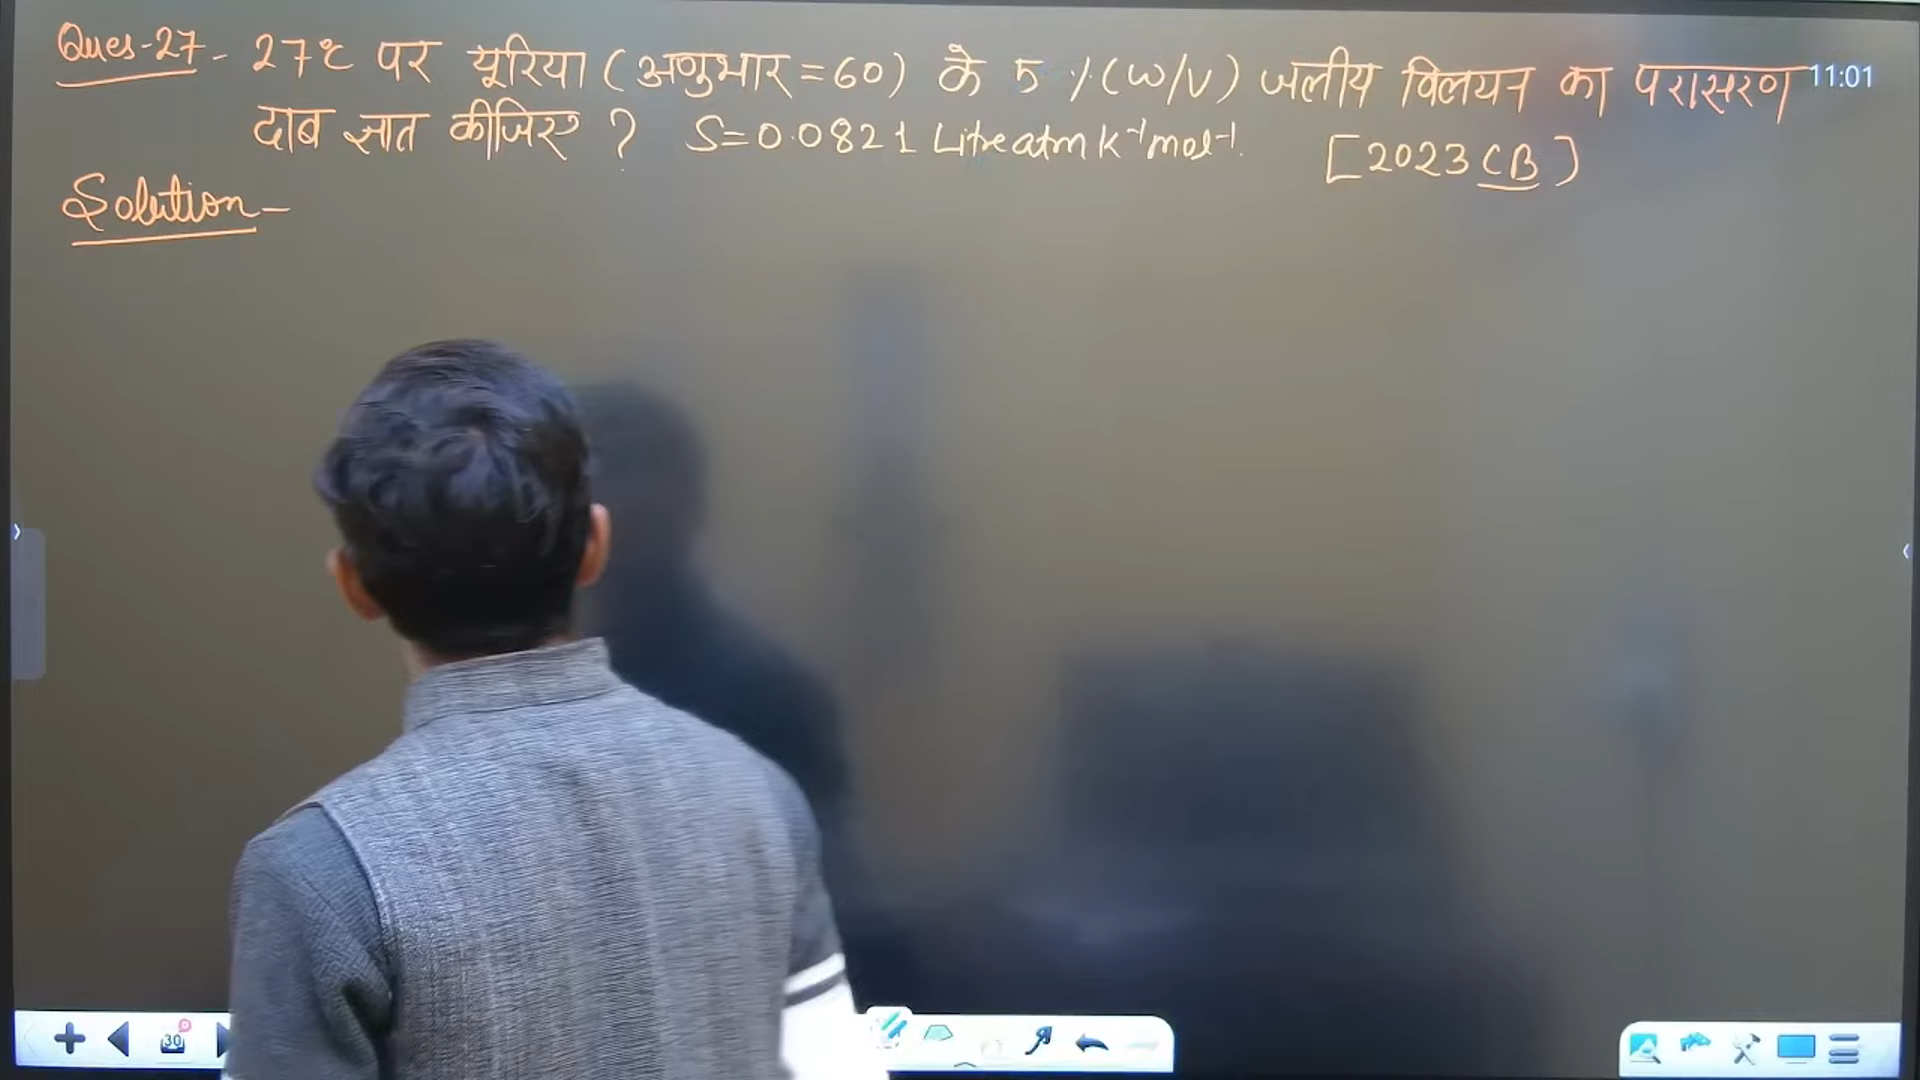 Ques-27- 27℃ पर यूरिया (अणुभार = 60) के 5 % (W/V) जलीय विलयन का परासरण 11:01
दाब ज्ञात कीजिए ? S=0.0821 Litre atm K⁻¹ mol⁻¹. [2023 CB]
Solution-
30